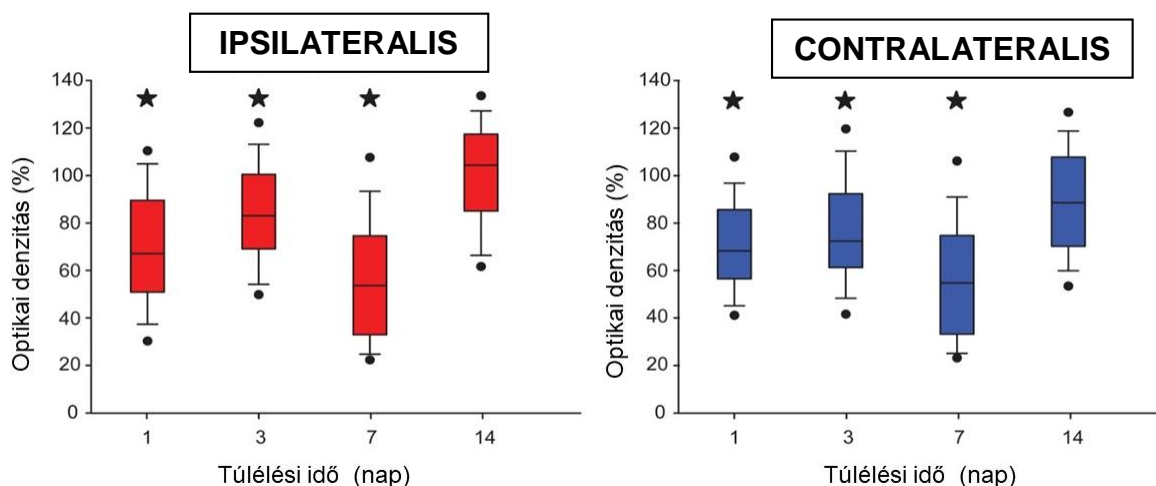 IPSILATERALIS
140
120
100
80
60
40
20
0
Optikai denzitás (%)
1 3 7 14
Túlélési idő (nap)
CONTRALATERALIS
140
120
100
80
60
40
20
0
Optikai denzitás (%)
1 3 7 14
Túlélési idő (nap)